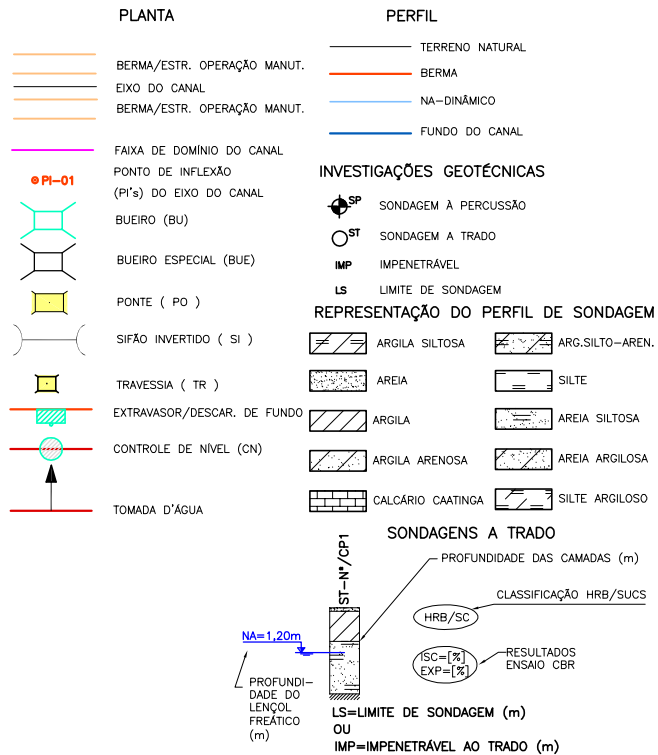 PLANTA
BERMA/ESTR. OPERAÇÃO MANUT.
EIXO DO CANAL
BERMA/ESTR. OPERAÇÃO MANUT.
FAIXA DE DOMÍNIO DO CANAL
PI-01
PONTO DE INFLEXÃO
(PI's) DO EIXO DO CANAL
BUEIRO (BU)
BUEIRO ESPECIAL (BUE)
PONTE ( PO )
SIFÃO INVERTIDO ( SI )
TRAVESSIA ( TR )
EXTRAVASOR/DESCAR. DE FUNDO
CONTROLE DE NÍVEL (CN)
TOMADA D'ÁGUA
PERFIL
TERRENO NATURAL
BERMA
NA-DINÂMICO
FUNDO DO CANAL
INVESTIGAÇÕES GEOTÉCNICAS
SP SONDAGEM À PERCUSSÃO
ST SONDAGEM A TRADO
IMP IMPENETRÁVEL
LS LIMITE DE SONDAGEM
REPRESENTAÇÃO DO PERFIL DE SONDAGEM
ARGILA SILTOSA
AREIA
ARGILA
ARGILA ARENOSA
CALCÁRIO CAATINGA
ARG.SILTO-AREN.
SILTE
AREIA SILTOSA
AREIA ARGILOSA
SILTE ARGILOSO
SONDAGENS A TRADO
ST-Nº/CP1
PROFUNDIDADE DAS CAMADAS (m)
CLASSIFICAÇÃO HRB/SUCS
HRB/SC
NA=1,20m
ISC=[%]
EXP=[%]
RESULTADOS
ENSAIO CBR
PROFUNDI-
DADE DO
LENÇOL
FREÁTICO
(m)
LS=LIMITE DE SONDAGEM (m)
OU
IMP=IMPENETRÁVEL AO TRADO (m)